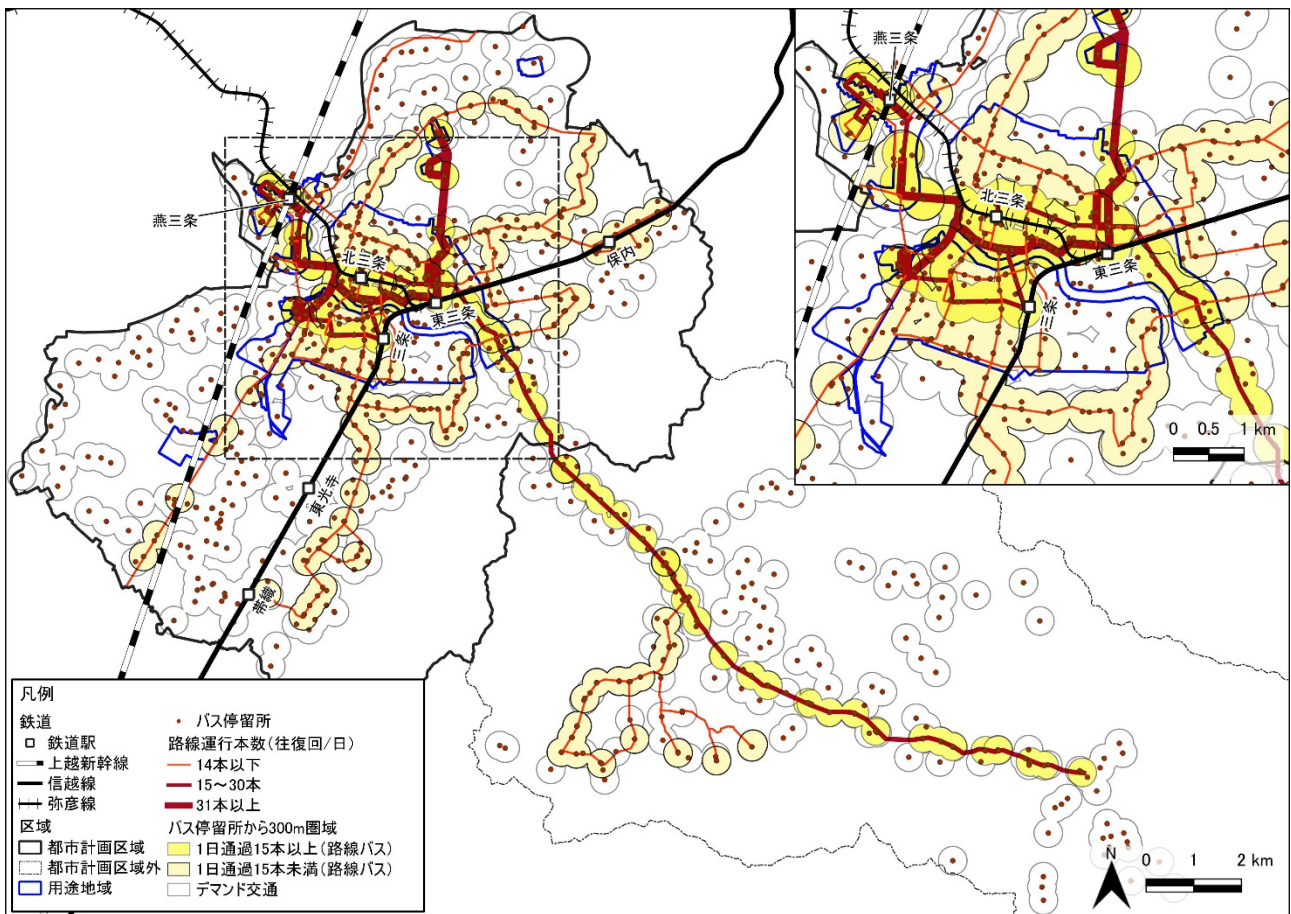 燕三条
北三条
東三条
三条
保内
東光寺
帯織
燕三条
北三条
東三条
三条
0 0.5 1 km
凡例
鉄道
鉄道駅
上越新幹線
信越線
弥彦線
区域
都市計画区域
都市計画区域外
用途地域
バス停留所
路線運行本数(往復回/日)
14本以下
15~30本
31本以上
バス停留所から300m圏域
1日通過15本以上(路線バス)
1日通過15本未満(路線バス)
デマンド交通
N
0 1 2 km